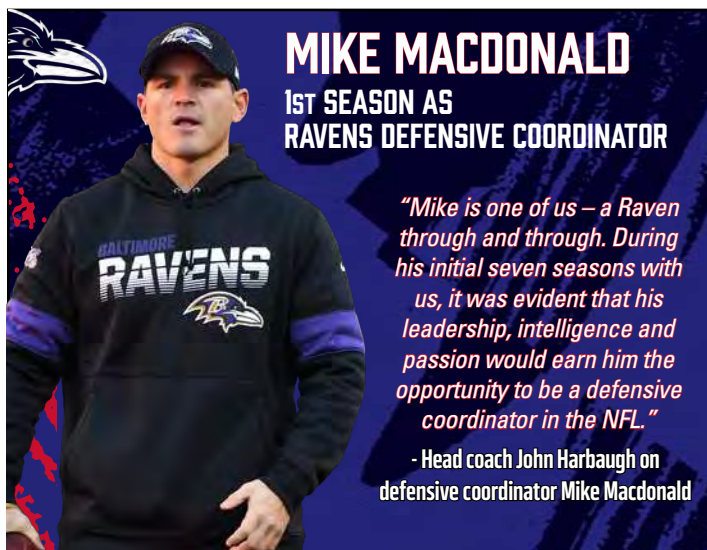 MIKE MACDONALD
1ST SEASON AS
RAVENS DEFENSIVE COORDINATOR
“Mike is one of us – a Raven
through and through. During
his initial seven seasons with
us, it was evident that his
leadership, intelligence and
passion would earn him the
opportunity to be a defensive
coordinator in the NFL.”
- Head coach John Harbaugh on
defensive coordinator Mike Macdonald
BALTIMORE
RAVENS